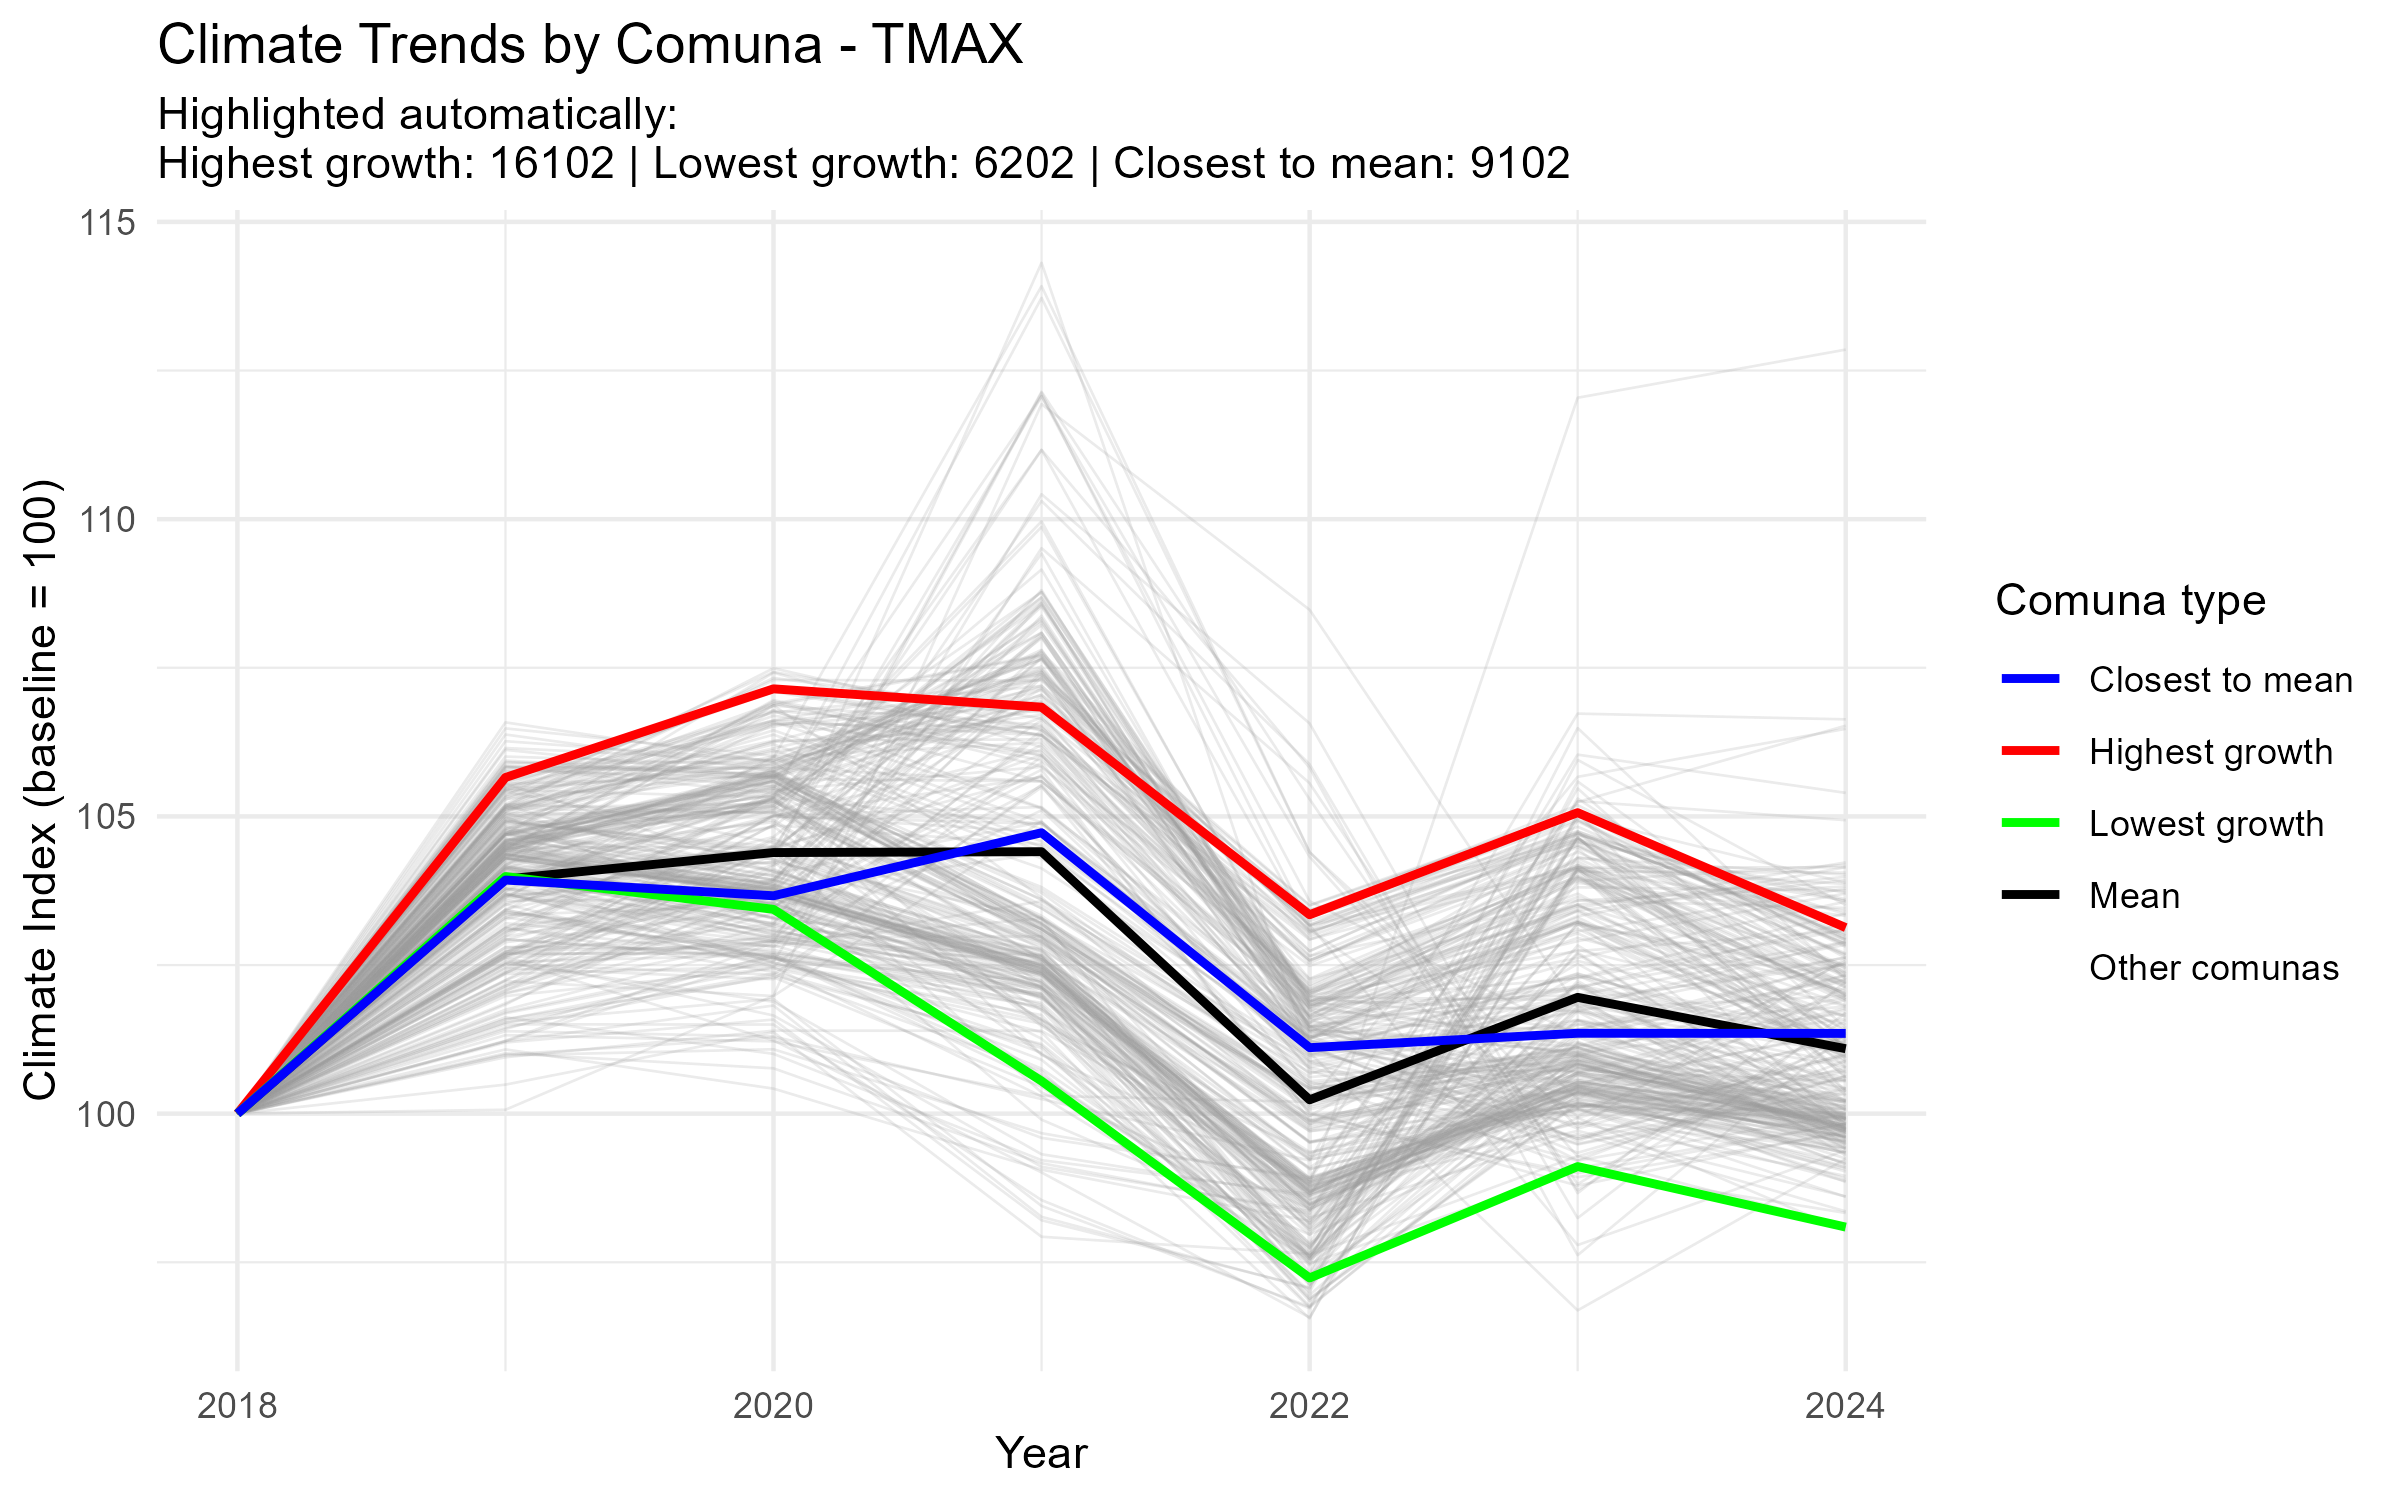 Climate Trends by Comuna - TMAX
Highlighted automatically:
Highest growth: 16102 | Lowest growth: 6202 | Closest to mean: 9102
Climate Index (baseline = 100)
115
110
105
100
2018
2020
2022
2024
Year
Comuna type
Closest to mean
Highest growth
Lowest growth
Mean
Other comunas